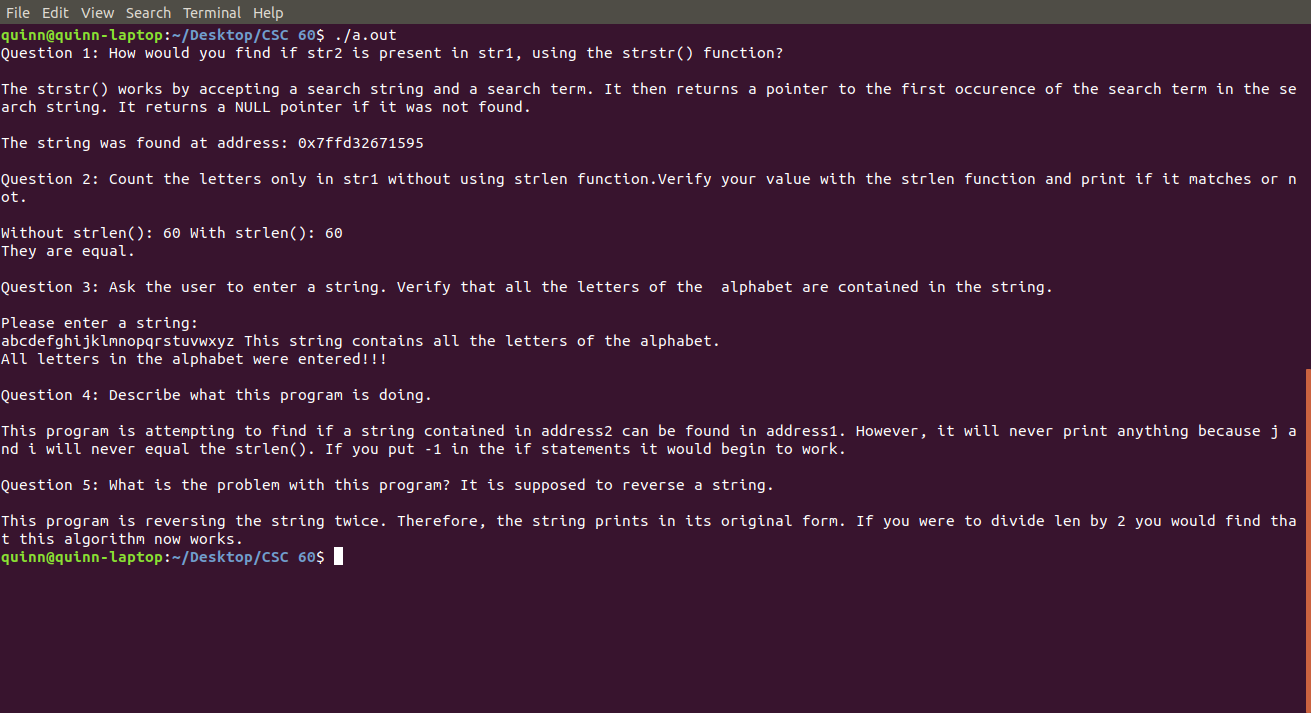 File Edit View Search Terminal Help
quinn@quinn-laptop:~/Desktop/CSC 60$ ./a.out
Question 1: How would you find if str2 is present in str1, using the strstr() function?
The strstr() works by accepting a search string and a search term. It then returns a pointer to the first occurence of the search term in the se
arch string. It returns a NULL pointer if it was not found.
The string was found at address: 0x7ffd32671595
Question 2: Count the letters only in str1 without using strlen function.Verify your value with the strlen function and print if it matches or n
ot.
Without strlen(): 60 With strlen(): 60
They are equal.
Question 3: Ask the user to enter a string. Verify that all the letters of the  alphabet are contained in the string.
Please enter a string:
abcdefghijklmnopqrstuvwxyz This string contains all the letters of the alphabet.
All letters in the alphabet were entered!!!
Question 4: Describe what this program is doing.
This program is attempting to find if a string contained in address2 can be found in address1. However, it will never print anything because j a
nd i will never equal the strlen(). If you put -1 in the if statements it would begin to work.
Question 5: What is the problem with this program? It is supposed to reverse a string.
This program is reversing the string twice. Therefore, the string prints in its original form. If you were to divide len by 2 you would find tha
t this algorithm now works.
quinn@quinn-laptop:~/Desktop/CSC 60$